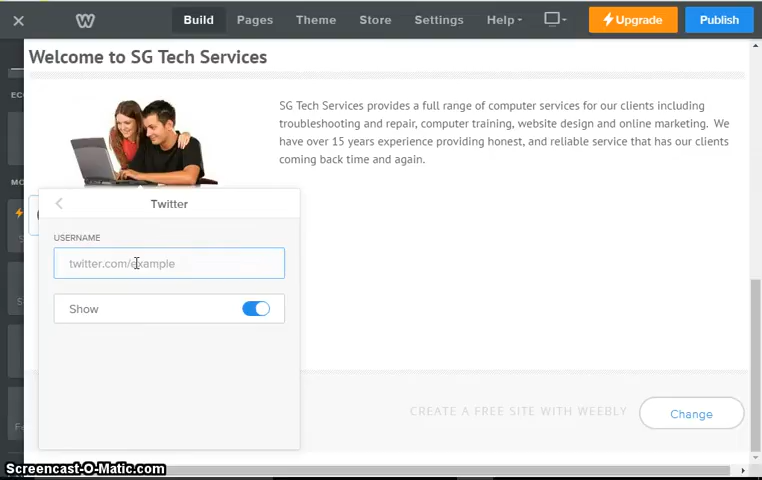 Build Pages Theme Store Settings Help Upgrade Publish
Welcome to SG Tech Services
SG Tech Services provides a full range of computer services for our clients including
troubleshooting and repair, computer training, website design and online marketing. We
have over 15 years experience providing honest, and reliable service that has our clients
coming back time and again.
Twitter
USERNAME
twitter.com/example
Show
CREATE A FREE SITE WITH WEEBLY
Change
Screencast-O-Matic.com